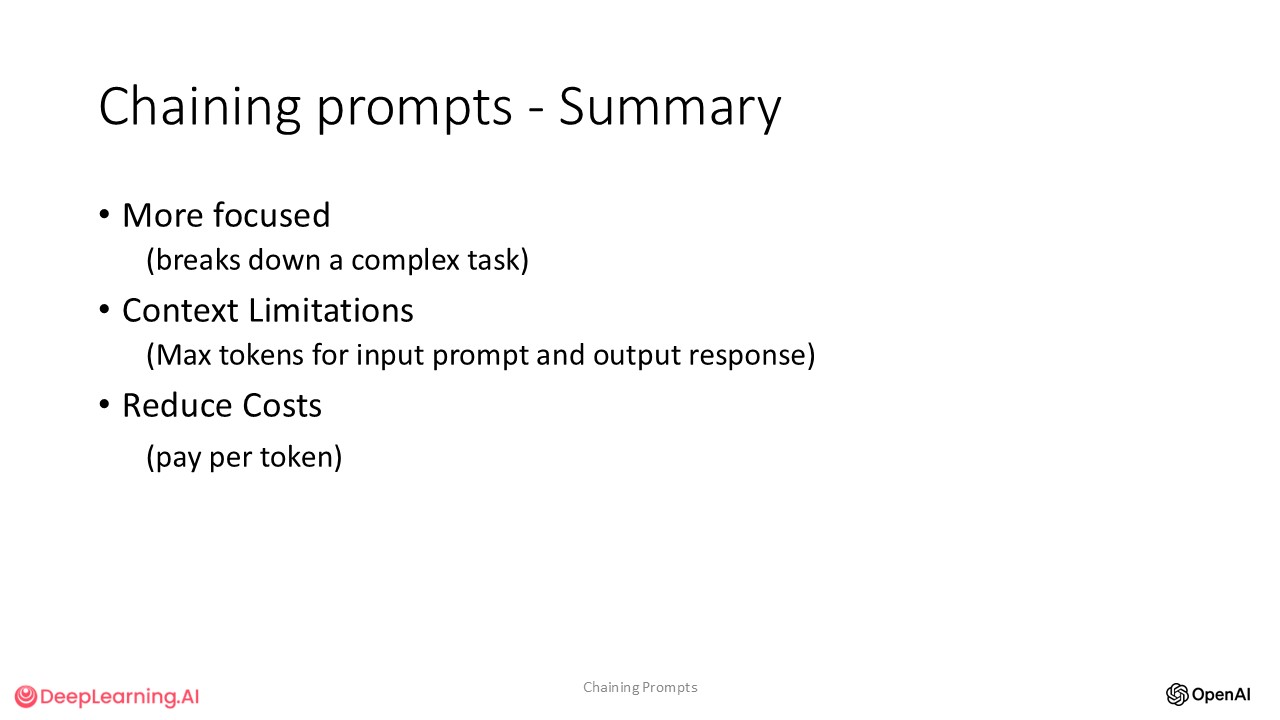 Chaining prompts - Summary
• More focused
(breaks down a complex task)
• Context Limitations
(Max tokens for input prompt and output response)
• Reduce Costs
(pay per token)
DeepLearning.AI
Chaining Prompts
OpenAI